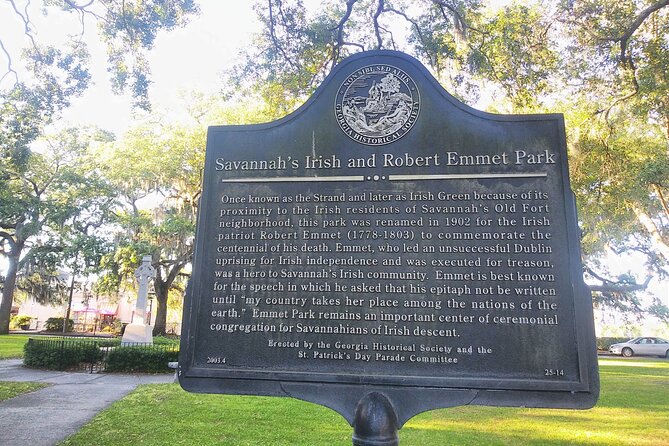 NON SIBI SED ALIIS
GEORGIA HISTORICAL SOCIETY
Savannah's Irish and Robert Emmet Park
Once known as the Strand and later as Irish Green because of its
proximity to the Irish residents of Savannah's Old Fort
neighborhood, this park was renamed in 1902 for the Irish
patriot Robert Emmet (1778-1803) to commemorate the
centennial of his death. Emmet, who led an unsuccessful Dublin
uprising for Irish independence and was executed for treason,
was a hero to Savannah's Irish community. Emmet is best known
for the speech in which he asked that his epitaph not be written
until "my country takes her place among the nations of the
earth." Emmet Park remains an important center of ceremonial
congregation for Savannahians of Irish descent.
Erected by the Georgia Historical Society and the
St. Patrick's Day Parade Committee
2003.4
25-14